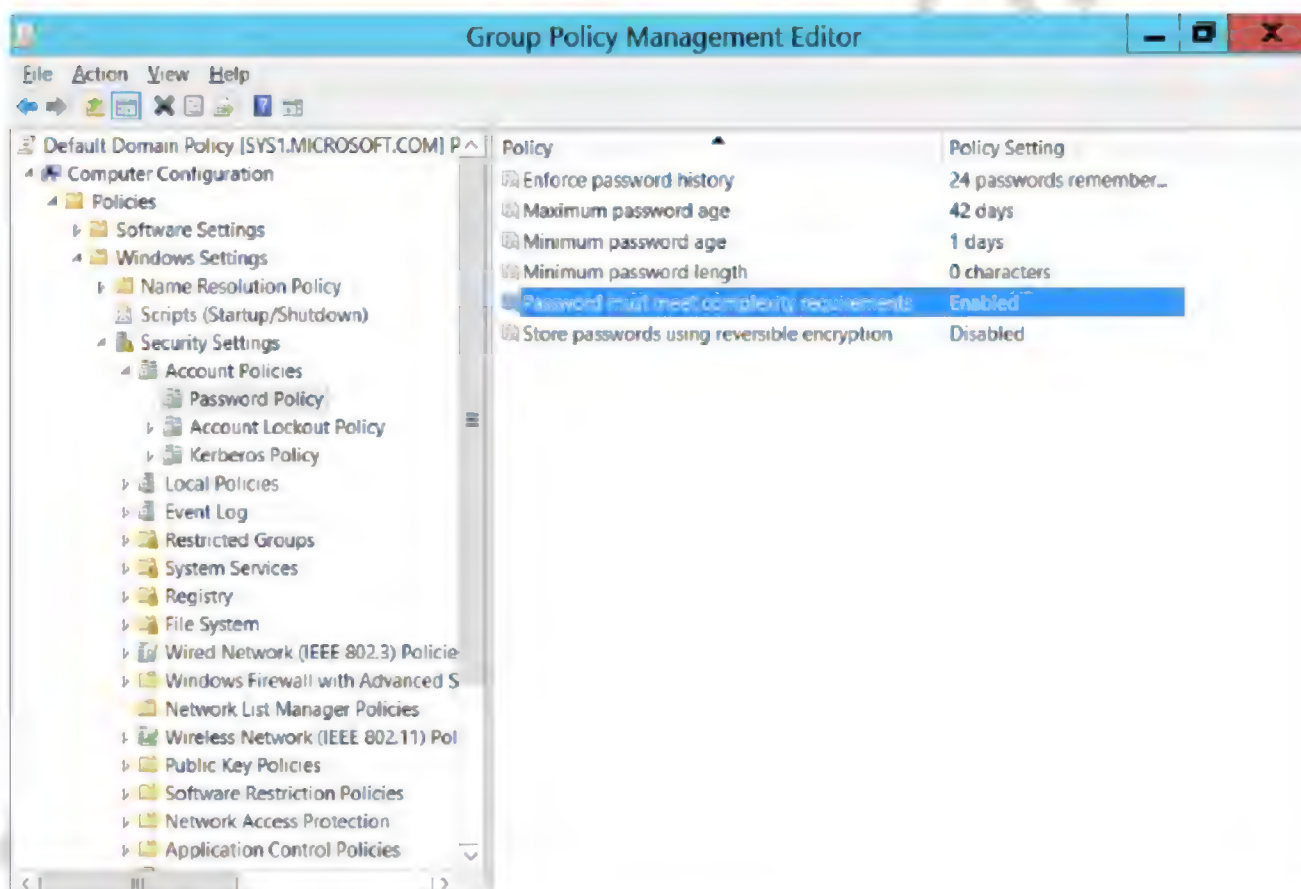 Group Policy Management Editor
File Action View Help
Default Domain Policy [SYS1.MICROSOFT.COM] P
Computer Configuration
Policies
Software Settings
Windows Settings
Name Resolution Policy
Scripts (Startup/Shutdown)
Security Settings
Account Policies
Password Policy
Account Lockout Policy
Kerberos Policy
Local Policies
Event Log
Restricted Groups
System Services
Registry
File System
Wired Network (IEEE 802.3) Policie
Windows Firewall with Advanced S
Network List Manager Policies
Wireless Network (IEEE 802.11) Pol
Public Key Policies
Software Restriction Policies
Network Access Protection
Application Control Policies
Policy Policy Setting
Enforce password history 24 passwords remember...
Maximum password age 42 days
Minimum password age 1 days
Minimum password length 0 characters
Password must meet complexity requirements Enabled
Store passwords using reversible encryption Disabled